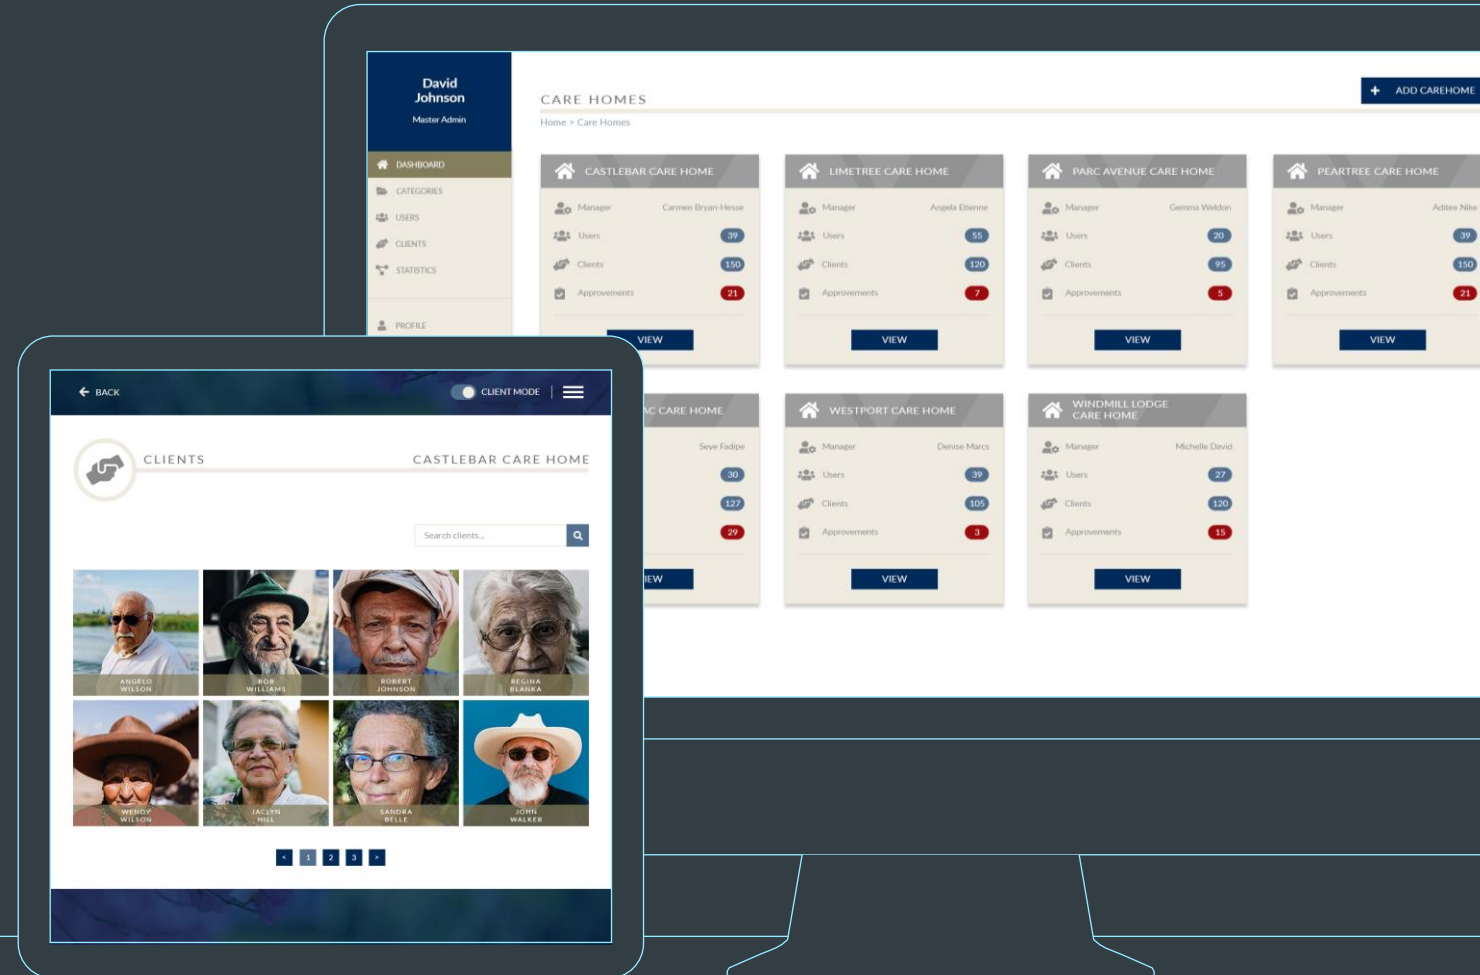 David
Johnson
Master Admin
DASHBOARD
CATEGORIES
USERS
CLIENTS
STATISTICS
PROFILE
CARE HOMES
+ ADD CAREHOME
Home > Care Homes
CASTLEBAR CARE HOME
Manager Carmen Bryan-Hesse
Users 39
Clients 150
Approvements 21
VIEW
LIMETREE CARE HOME
Manager Angela Etienne
Users 55
Clients 120
Approvements 7
VIEW
PARC AVENUE CARE HOME
Manager Gemma Weldon
Users 20
Clients 95
Approvements 5
VIEW
PEARTREE CARE HOME
Manager Aditee Nike
Users 39
Clients 150
Approvements 21
VIEW
AC CARE HOME
Seye Fadipe
30
127
29
IEW
WESTPORT CARE HOME
Manager Denise Marcs
Users 39
Clients 105
Approvements 3
VIEW
WINDMILL LODGE
CARE HOME
Manager Michelle David
Users 27
Clients 120
Approvements 15
VIEW
BACK
CLIENT MODE
CLIENTS
CASTLEBAR CARE HOME
Search clients...
ANGELO
WILSON
BOB
WILLIAMS
ROBERT
JOHNSON
REGINA
BLANKA
WENDY
WILSON
JACLYN
HILL
SANDRA
BELLE
JOHN
WALKER
< 1 2 3 >